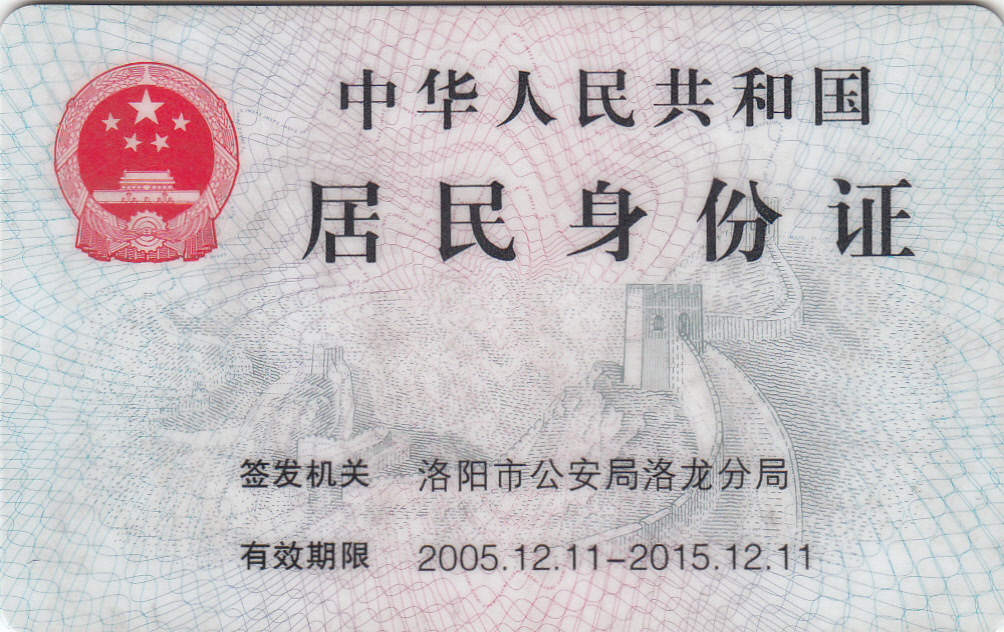 中华人民共和国
居民身份证
签发机关 洛阳市公安局洛龙分局
有效期限 2005.12.11-2015.12.11